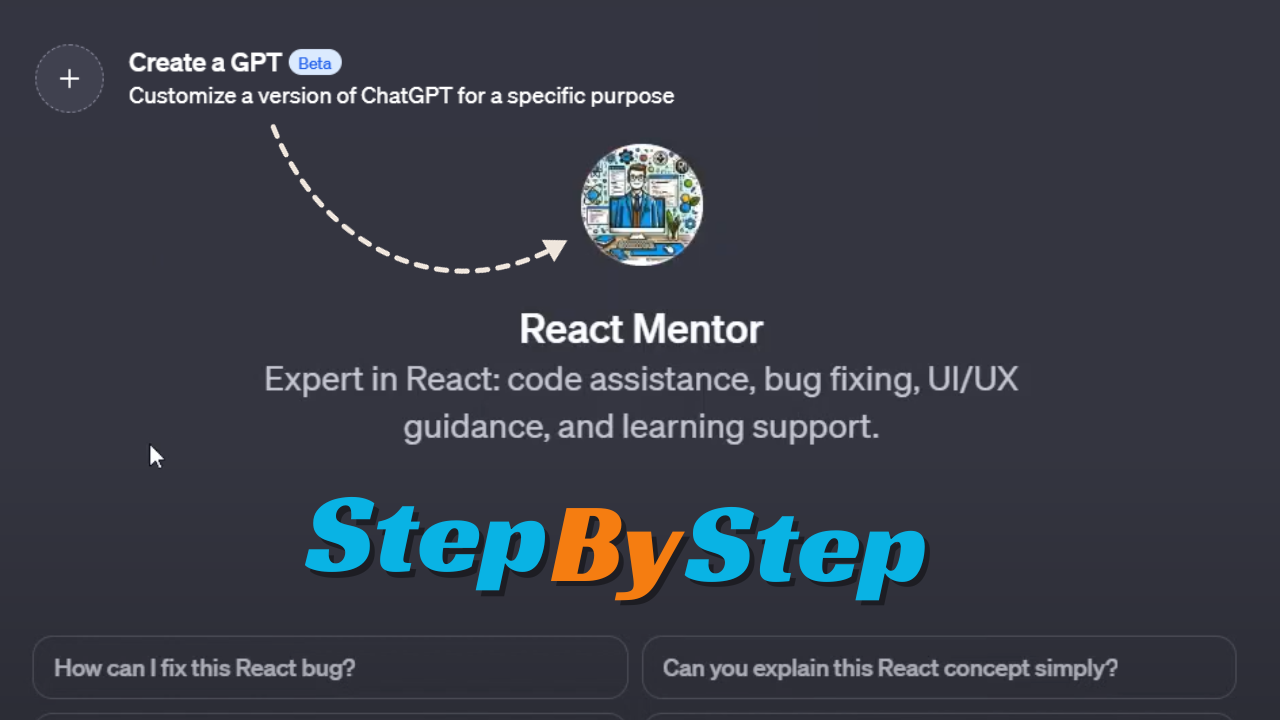 Create a GPT Beta
Customize a version of ChatGPT for a specific purpose
React Mentor
Expert in React: code assistance, bug fixing, UI/UX
guidance, and learning support.
StepByStep
How can I fix this React bug?
Can you explain this React concept simply?